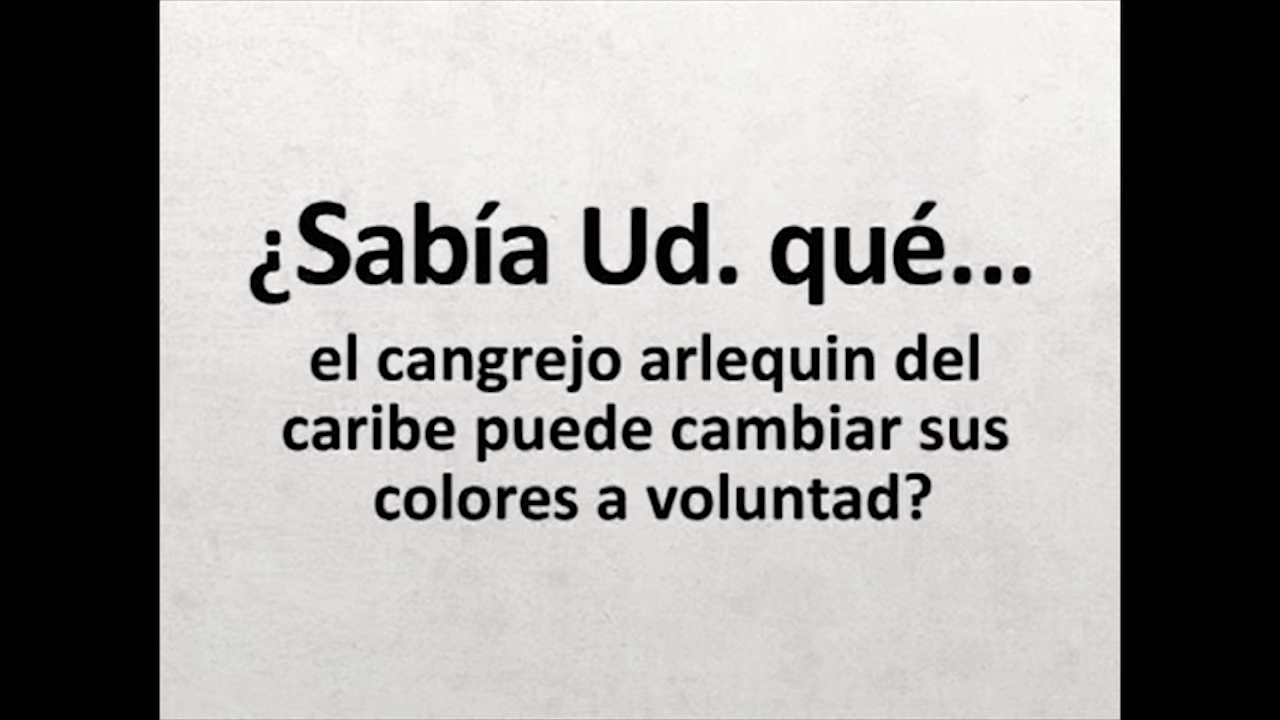 ¿Sabía Ud. qué...
el cangrejo arlequin del
caribe puede cambiar sus
colores a voluntad?